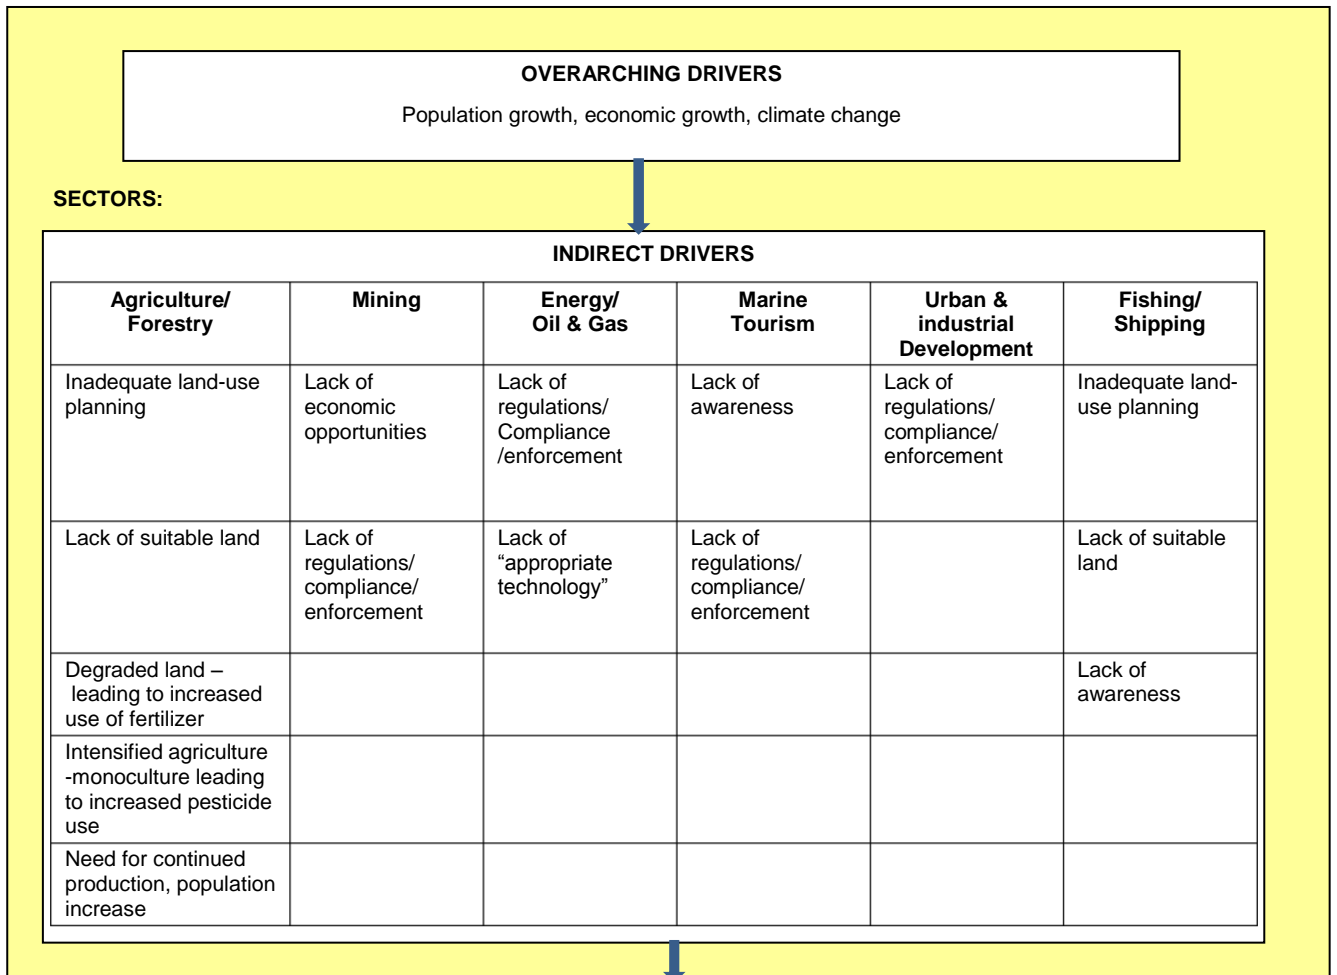 OVERARCHING DRIVERS
Population growth, economic growth, climate change
SECTORS:
INDIRECT DRIVERS
Agriculture/
Forestry
Mining
Energy/
Oil & Gas
Marine
Tourism
Urban &
industrial
Development
Fishing/
Shipping
Inadequate land-use
planning
Lack of
economic
opportunities
Lack of
regulations/
Compliance
/enforcement
Lack of
awareness
Lack of
regulations/
compliance/
enforcement
Inadequate land-
use planning
Lack of suitable land
Lack of
regulations/
compliance/
enforcement
Lack of
“appropriate
technology”
Lack of
regulations/
compliance/
enforcement
Lack of suitable
land
Degraded land –
leading to increased
use of fertilizer
Lack of
awareness
Intensified agriculture
-monoculture leading
to increased pesticide
use
Need for continued
production, population
increase